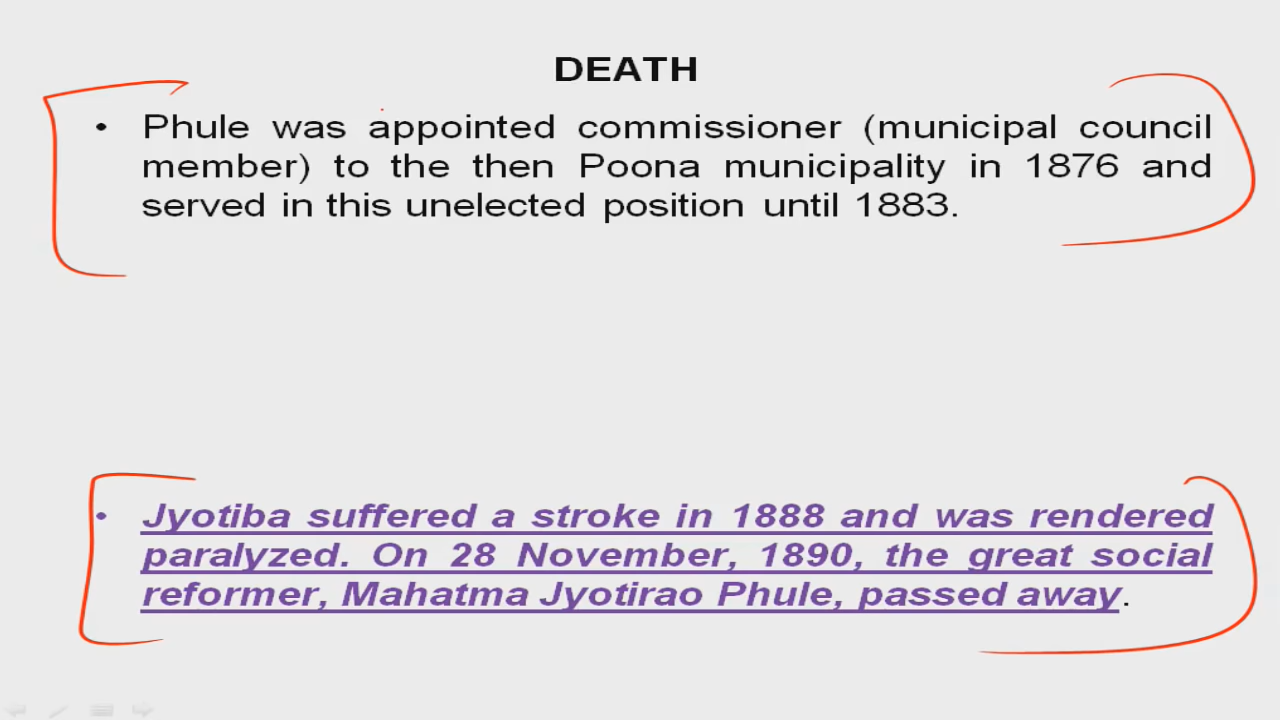 DEATH
• Phule was appointed commissioner (municipal council
member) to the then Poona municipality in 1876 and
served in this unelected position until 1883.
• Jyotiba suffered a stroke in 1888 and was rendered
paralyzed. On 28 November, 1890, the great social
reformer, Mahatma Jyotirao Phule, passed away.